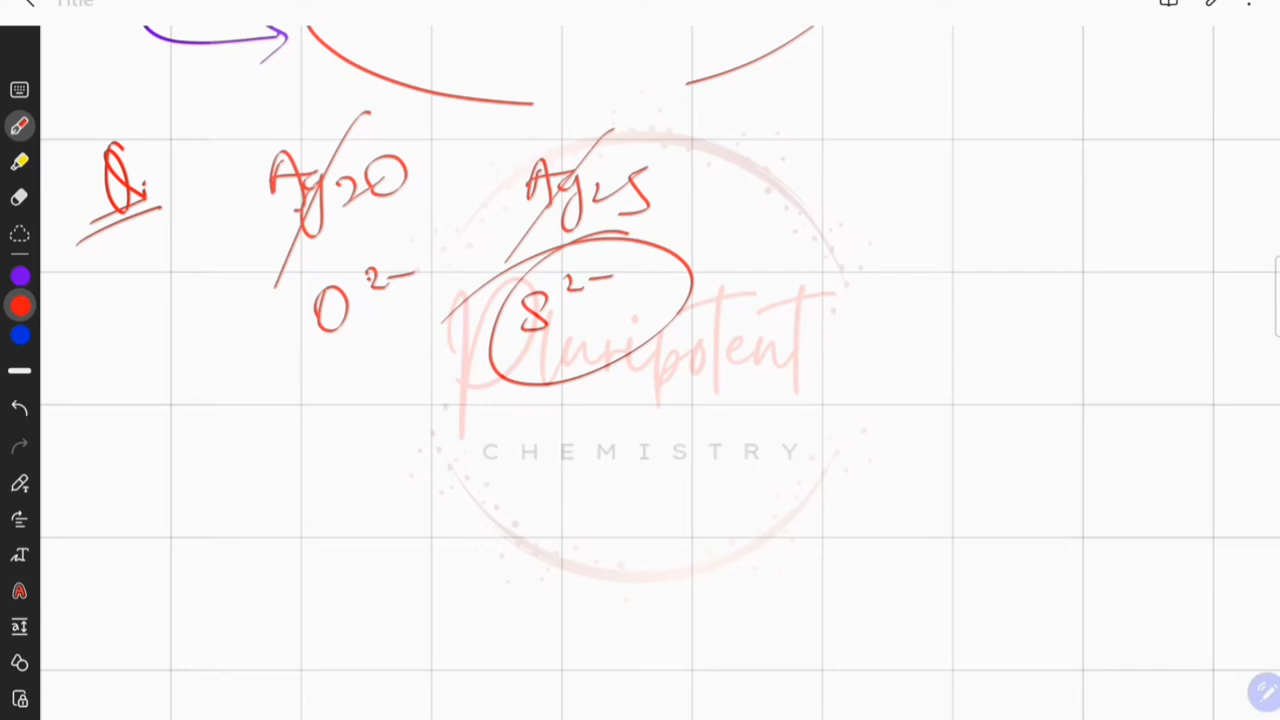 Title
Q. Ag2O Ag2S
O2- S2-
Pluripotent
CHEMISTRY